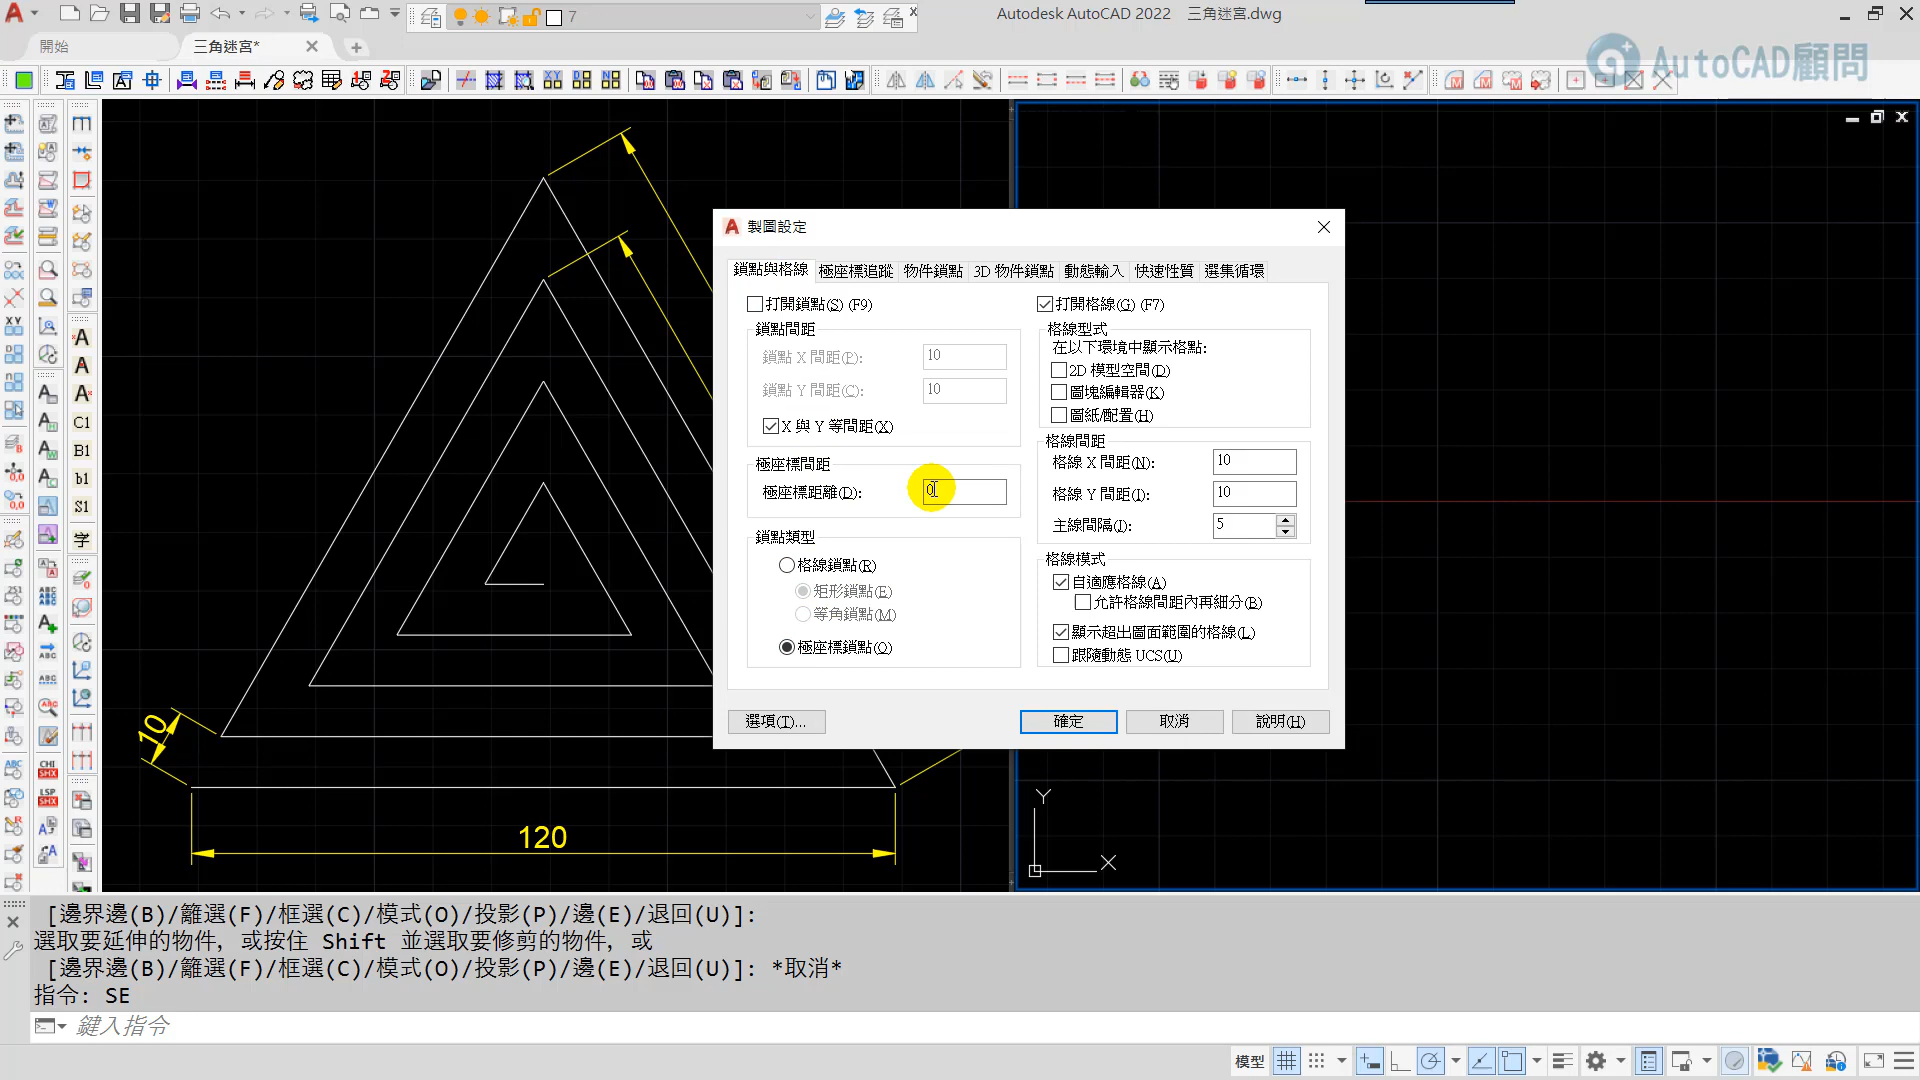 7
Autodesk AutoCAD 2022 三角迷宮.dwg
開始
三角迷宮*
AutoCAD顧問
製圖設定
鎖點與格線
極座標追蹤
物件鎖點
3D 物件鎖點
動態輸入
快速性質
選集循環
打開鎖點(S) (F9)
鎖點間距
鎖點 X 間距(P):
10
鎖點 Y 間距(C):
10
X 與 Y 等間距(X)
極座標間距
極座標距離(D):
0
鎖點類型
格線鎖點(R)
矩形鎖點(E)
等角鎖點(M)
極座標鎖點(O)
打開格線(G) (F7)
格線型式
在以下環境中顯示格點:
2D 模型空間(D)
圖塊編輯器(K)
圖紙/配置(H)
格線間距
格線 X 間距(N):
10
格線 Y 間距(I):
10
主線間隔(J):
5
格線模式
自適應格線(A)
允許格線間距內再細分(B)
顯示超出圖面範圍的格線(L)
跟隨動態 UCS(U)
選項(T)...
確定
取消
說明(H)
10
120
Y
X
A
A
A
C1
B1
b1
S1
字
[邊界邊(B)/籬選(F)/框選(C)/模式(O)/投影(P)/邊(E)/退回(U)]:
選取要延伸的物件, 或按住 Shift 並選取要修剪的物件, 或
[邊界邊(B)/籬選(F)/框選(C)/模式(O)/投影(P)/邊(E)/退回(U)]: *取消*
指令: SE
鍵入指令
模型